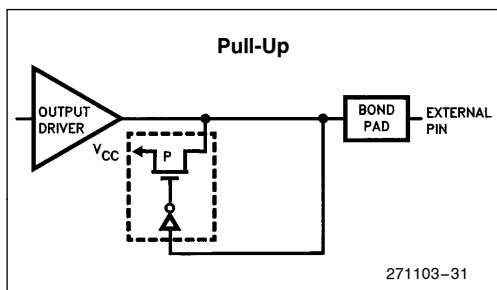 Pull-Up
OUTPUT
DRIVER
VCC
P
BOND
PAD
EXTERNAL
PIN
271103-31